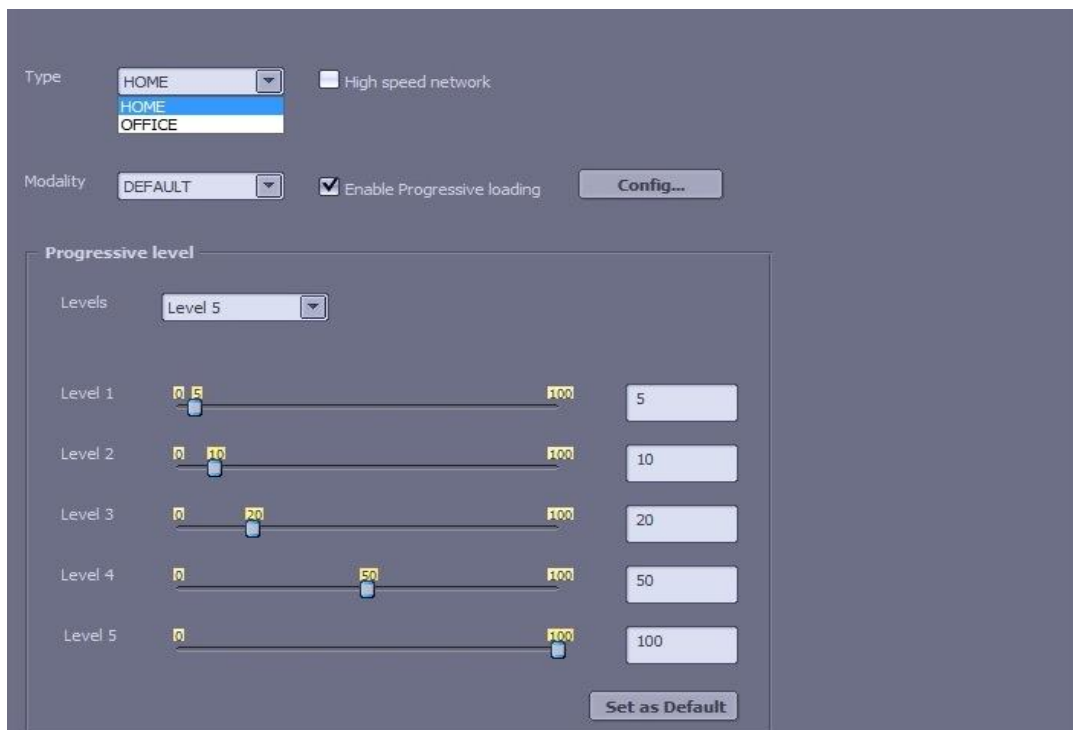 Type HOME High speed network
HOME
OFFICE
Modality DEFAULT Enable Progressive loading Config...
Progressive level
Levels Level 5
Level 1 0 5 100 5
Level 2 0 10 100 10
Level 3 0 20 100 20
Level 4 0 50 100 50
Level 5 0 100 100
Set as Default